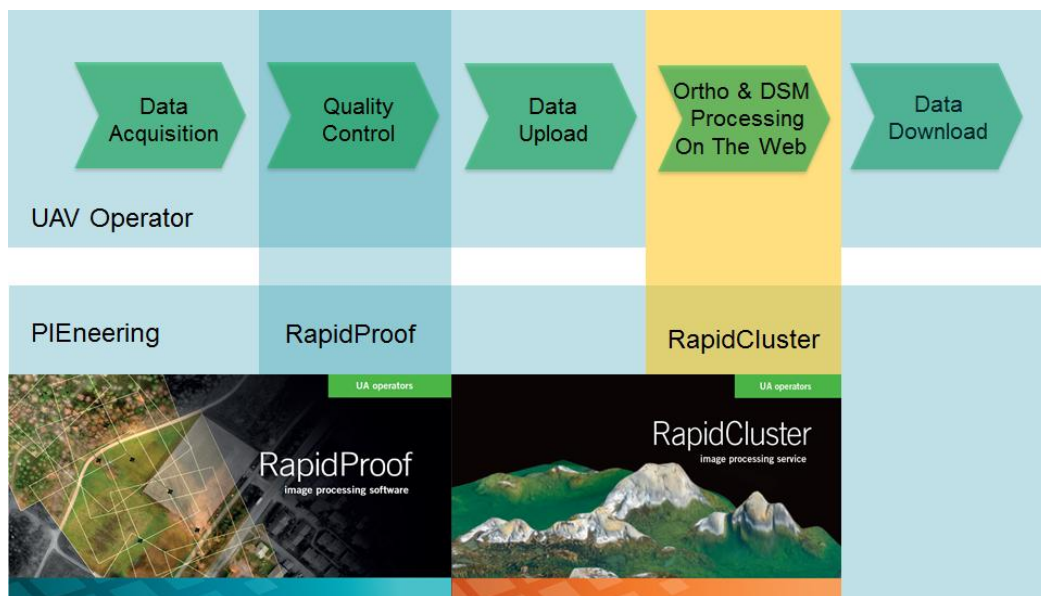 Data
Acquisition
Quality
Control
Data
Upload
Ortho & DSM
Processing
On The Web
Data
Download
UAV Operator
PIEneering
RapidProof
RapidCluster
UA operators
RapidProof
image processing software
UA operators
RapidCluster
image processing service